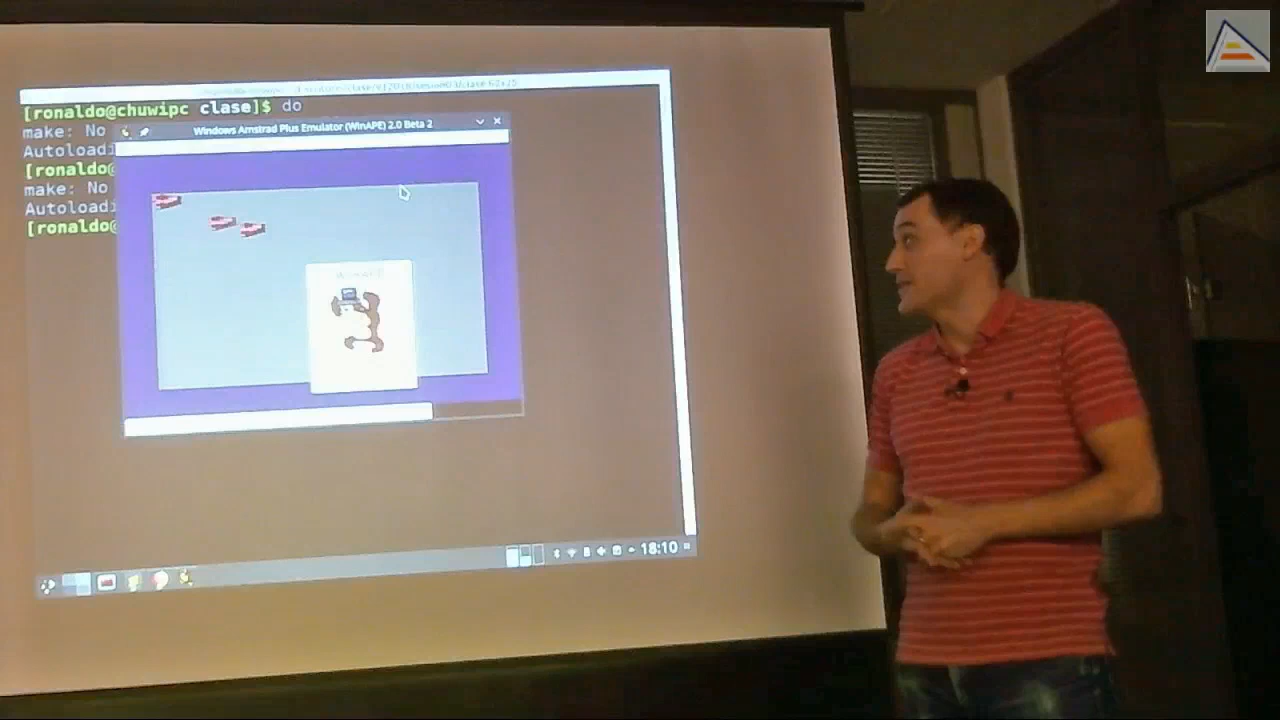 [ronaldo@chuwipc clase]$ do
make: No
Windows Amstrad Plus Emulator (WinAPE) 2.0 Beta 2
Autoloadi
[ronaldo@
make: No
Autoloadi
[ronaldo@
18:10